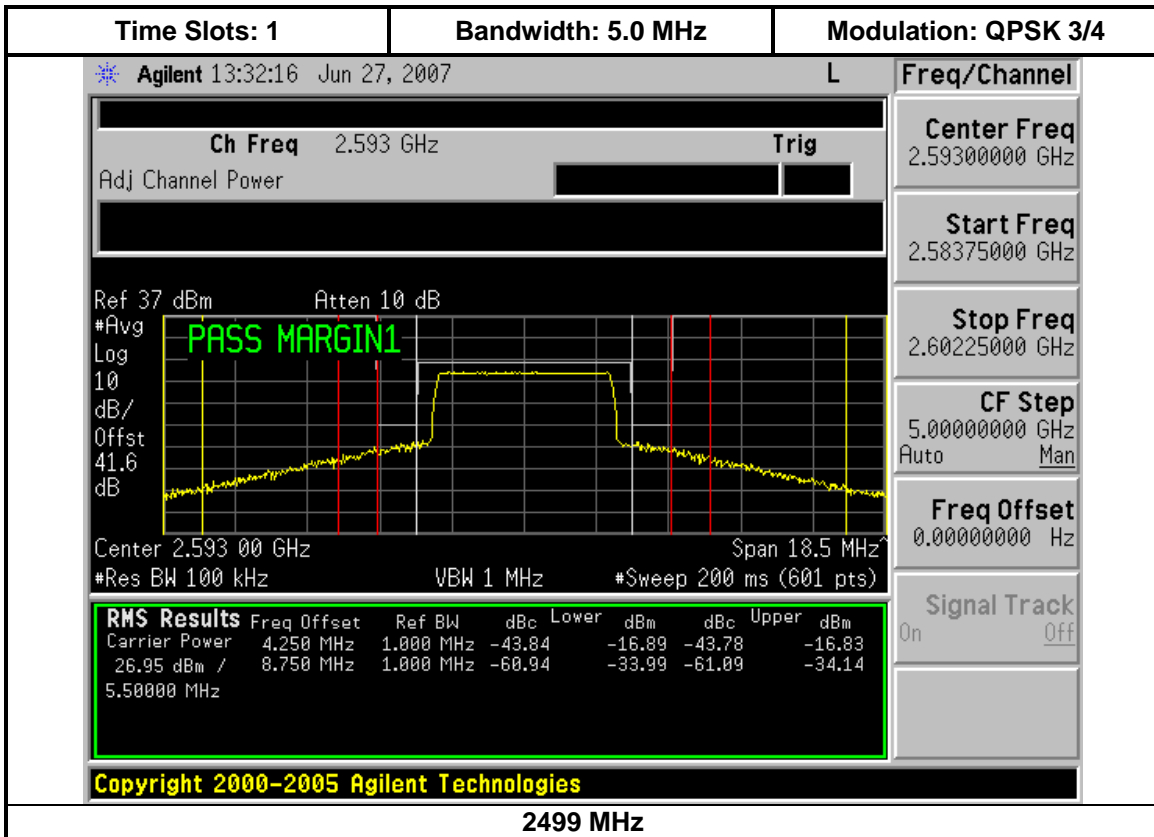 Time Slots: 1 Bandwidth: 5.0 MHz Modulation: QPSK 3/4
Agilent 13:32:16 Jun 27, 2007 L Freq/Channel
Ch Freq 2.593 GHz Trig
Adj Channel Power
Center Freq
2.59300000 GHz
Start Freq
2.58375000 GHz
Stop Freq
2.60225000 GHz
CF Step
5.00000000 GHz
Auto Man
Freq Offset
0.00000000 Hz
Signal Track
On Off
Ref 37 dBm Atten 10 dB
#Avg
Log
10
dB/
Offst
41.6
dB
PASS MARGIN1
Center 2.593 00 GHz Span 18.5 MHz^
#Res BW 100 kHz VBW 1 MHz #Sweep 200 ms (601 pts)
RMS Results Freq Offset Ref BW dBc Lower dBm dBc Upper dBm
Carrier Power 4.250 MHz 1.000 MHz -43.84 -16.89 -43.78 -16.83
26.95 dBm / 8.750 MHz 1.000 MHz -60.94 -33.99 -61.09 -34.14
5.50000 MHz
Copyright 2000-2005 Agilent Technologies
2499 MHz